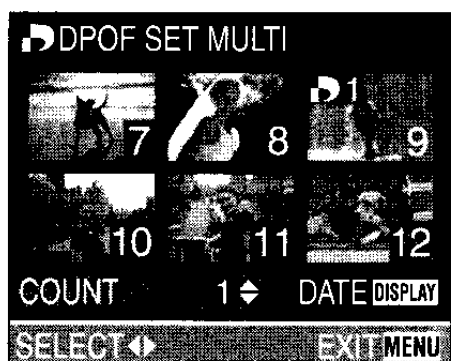 DPOF SET MULTI
7 8 1 9
10 11 12
COUNT 1 DATE DISPLAY
SELECT EXIT MENU